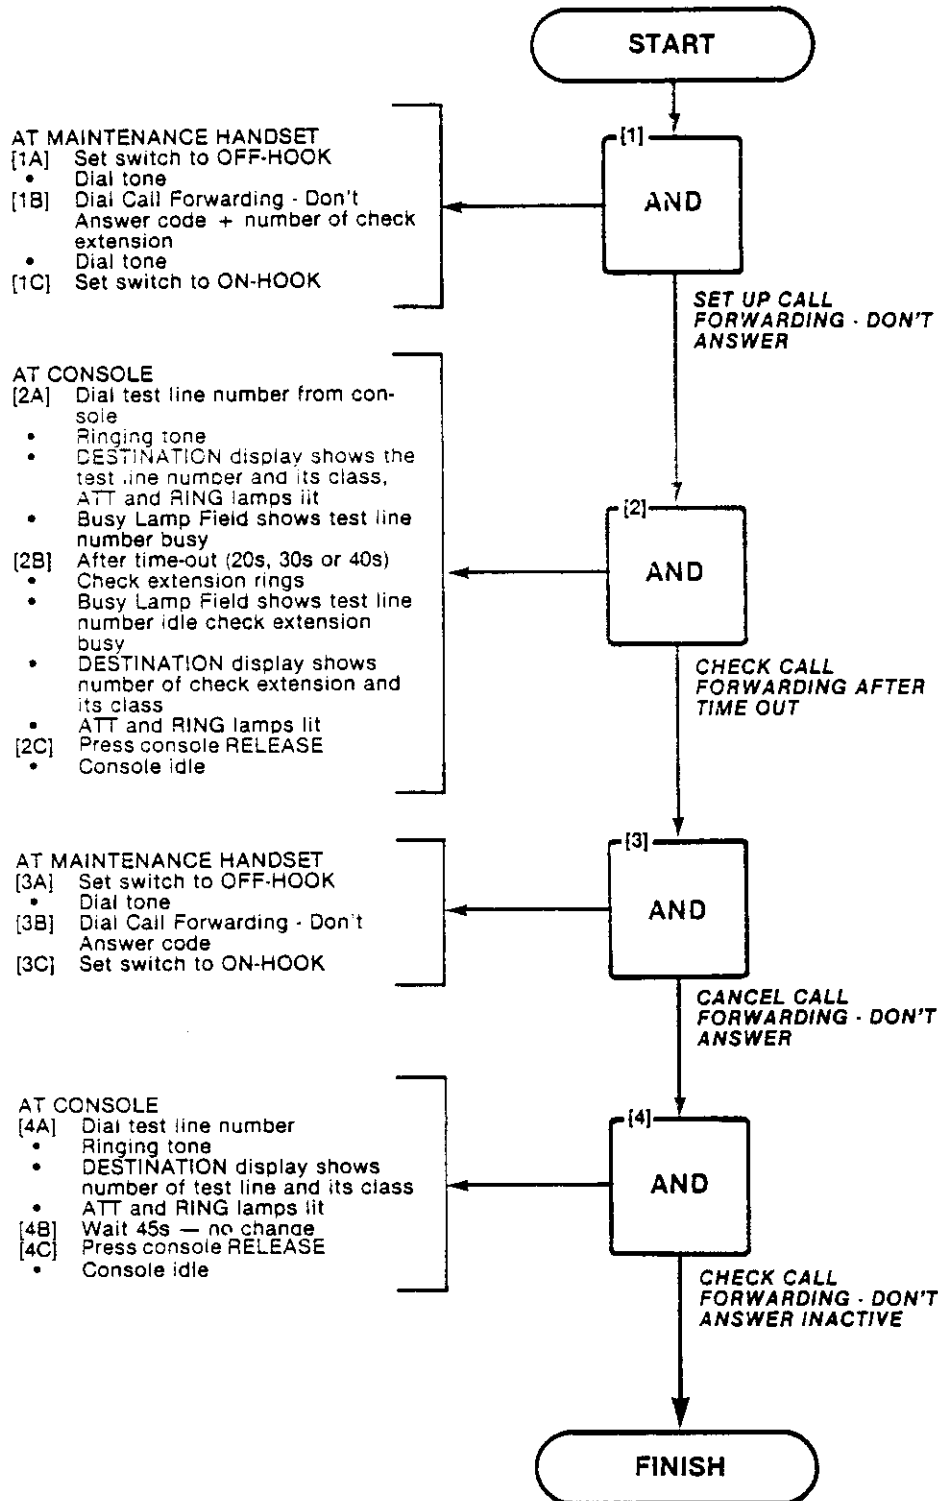 START
AT MAINTENANCE HANDSET
[1A] Set switch to OFF-HOOK
• Dial tone
[1B] Dial Call Forwarding - Don't
Answer code + number of check
extension
• Dial tone
[1C] Set switch to ON-HOOK
[1]
AND
SET UP CALL
FORWARDING - DON'T
ANSWER
AT CONSOLE
[2A] Dial test line number from con-
sole
• Ringing tone
• DESTINATION display shows the
test line number and its class,
ATT and RING lamps lit
• Busy Lamp Field shows test line
number busy
[2B] After time-out (20s, 30s or 40s)
• Check extension rings
• Busy Lamp Field shows test line
number idle check extension
busy
• DESTINATION display shows
number of check extension and
its class
• ATT and RING lamps lit
[2C] Press console RELEASE
• Console idle
[2]
AND
CHECK CALL
FORWARDING AFTER
TIME OUT
AT MAINTENANCE HANDSET
[3A] Set switch to OFF-HOOK
• Dial tone
[3B] Dial Call Forwarding - Don't
Answer code
[3C] Set switch to ON-HOOK
[3]
AND
CANCEL CALL
FORWARDING - DON'T
ANSWER
AT CONSOLE
[4A] Dial test line number
• Ringing tone
• DESTINATION display shows
number of test line and its class
• ATT and RING lamps lit
[4B] Wait 45s — no change
[4C] Press console RELEASE
• Console idle
[4]
AND
CHECK CALL
FORWARDING - DON'T
ANSWER INACTIVE
FINISH